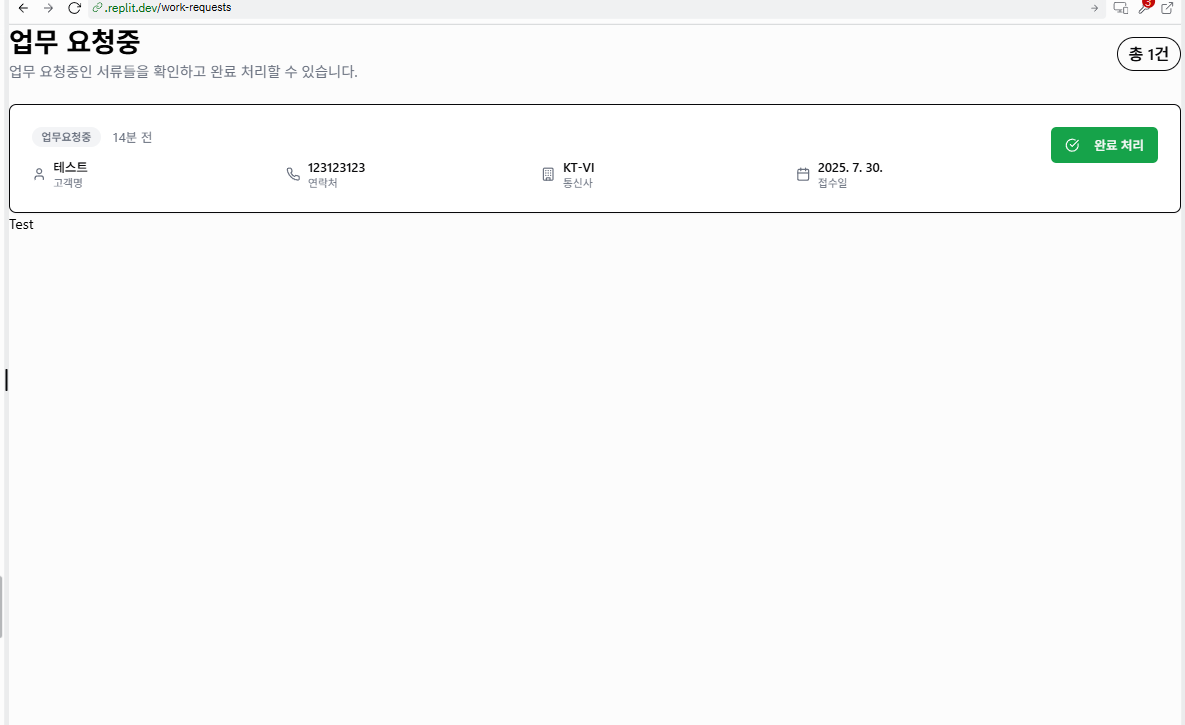 .replit.dev/work-requests
3
업무 요청중
총 1건
업무 요청중인 서류들을 확인하고 완료 처리할 수 있습니다.
업무요청중 14분 전
완료 처리
테스트 123123123 KT-VI 2025. 7. 30.
고객명 연락처 통신사 접수일
Test